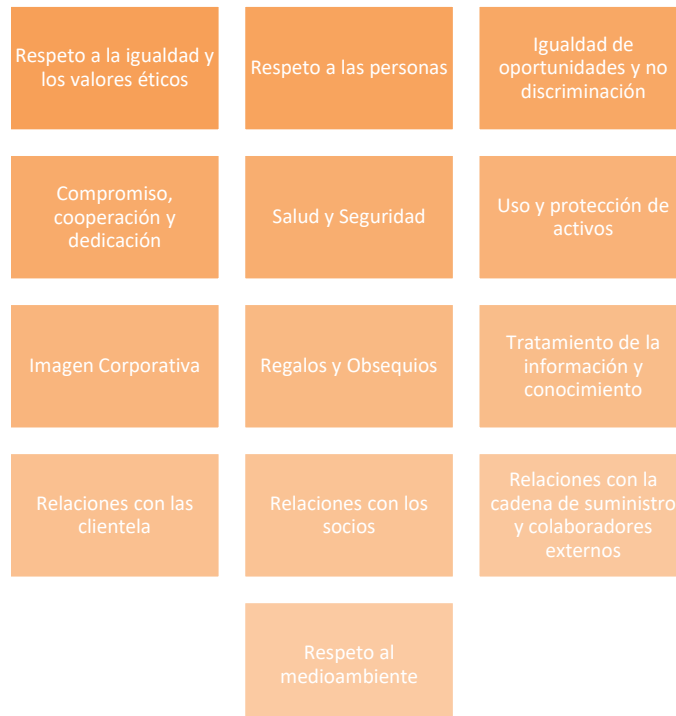 Respeto a la igualdad y
los valores éticos
Respeto a las personas
Igualdad de
oportunidades y no
discriminación
Compromiso,
cooperación y
dedicación
Salud y Seguridad
Uso y protección de
activos
Imagen Corporativa
Regalos y Obsequios
Tratamiento de la
información y
conocimiento
Relaciones con las
clientela
Relaciones con los
socios
Relaciones con la
cadena de suministro
y colaboradores
externos
Respeto al
medioambiente